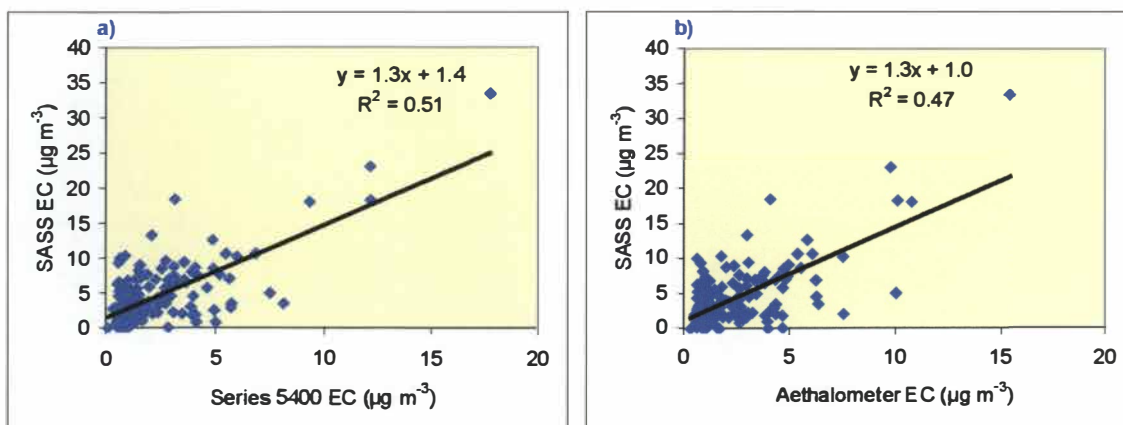 a)
40
35
30
25
20
15
10
5
0
SASS EC (µg m⁻³)
y = 1.3x + 1.4
R² = 0.51
0 5 10 15 20
Series 5400 EC (µg m⁻³)
b)
40
35
30
25
20
15
10
5
0
SASS EC (µg m⁻³)
y = 1.3x + 1.0
R² = 0.47
0 5 10 15 20
Aethalometer EC (µg m⁻³)